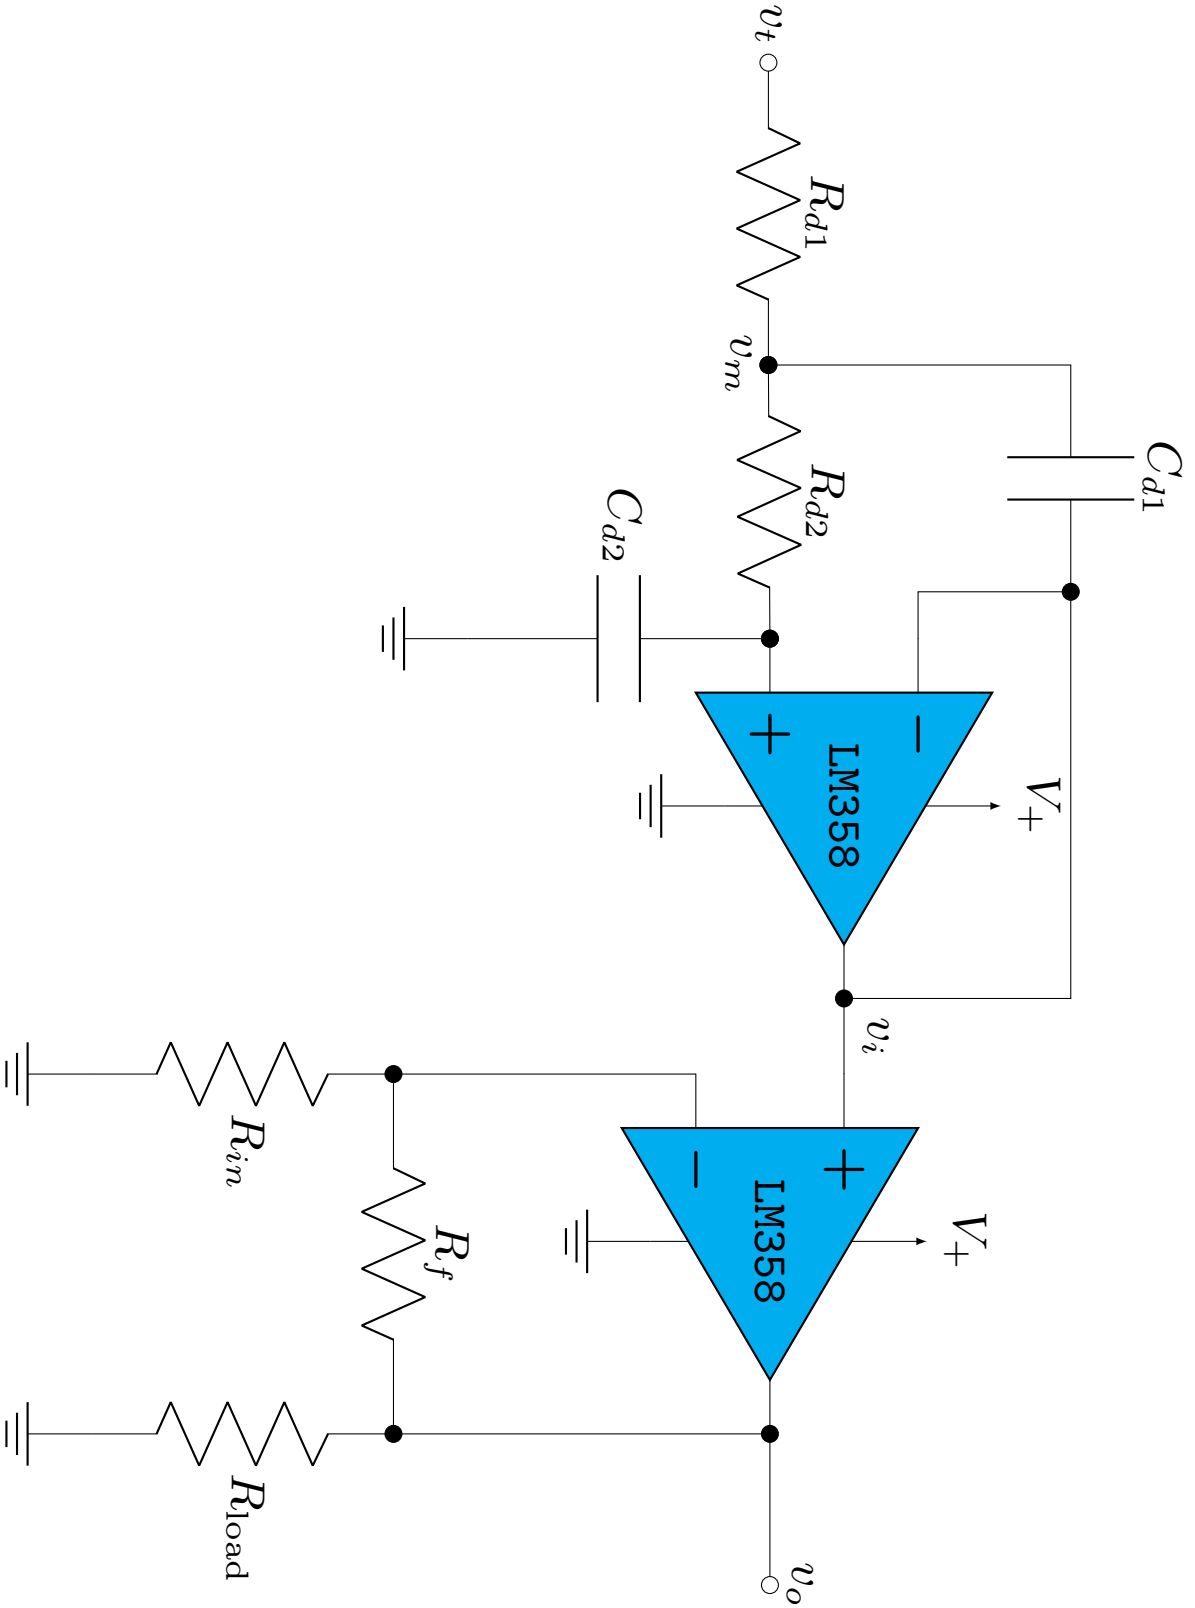 v_t
R_{d1}
v_m
C_{d1}
R_{d2}
C_{d2}
−
+
LM358
V_+
v_i
+
−
LM358
V_+
R_{in}
R_f
R_{load}
v_o